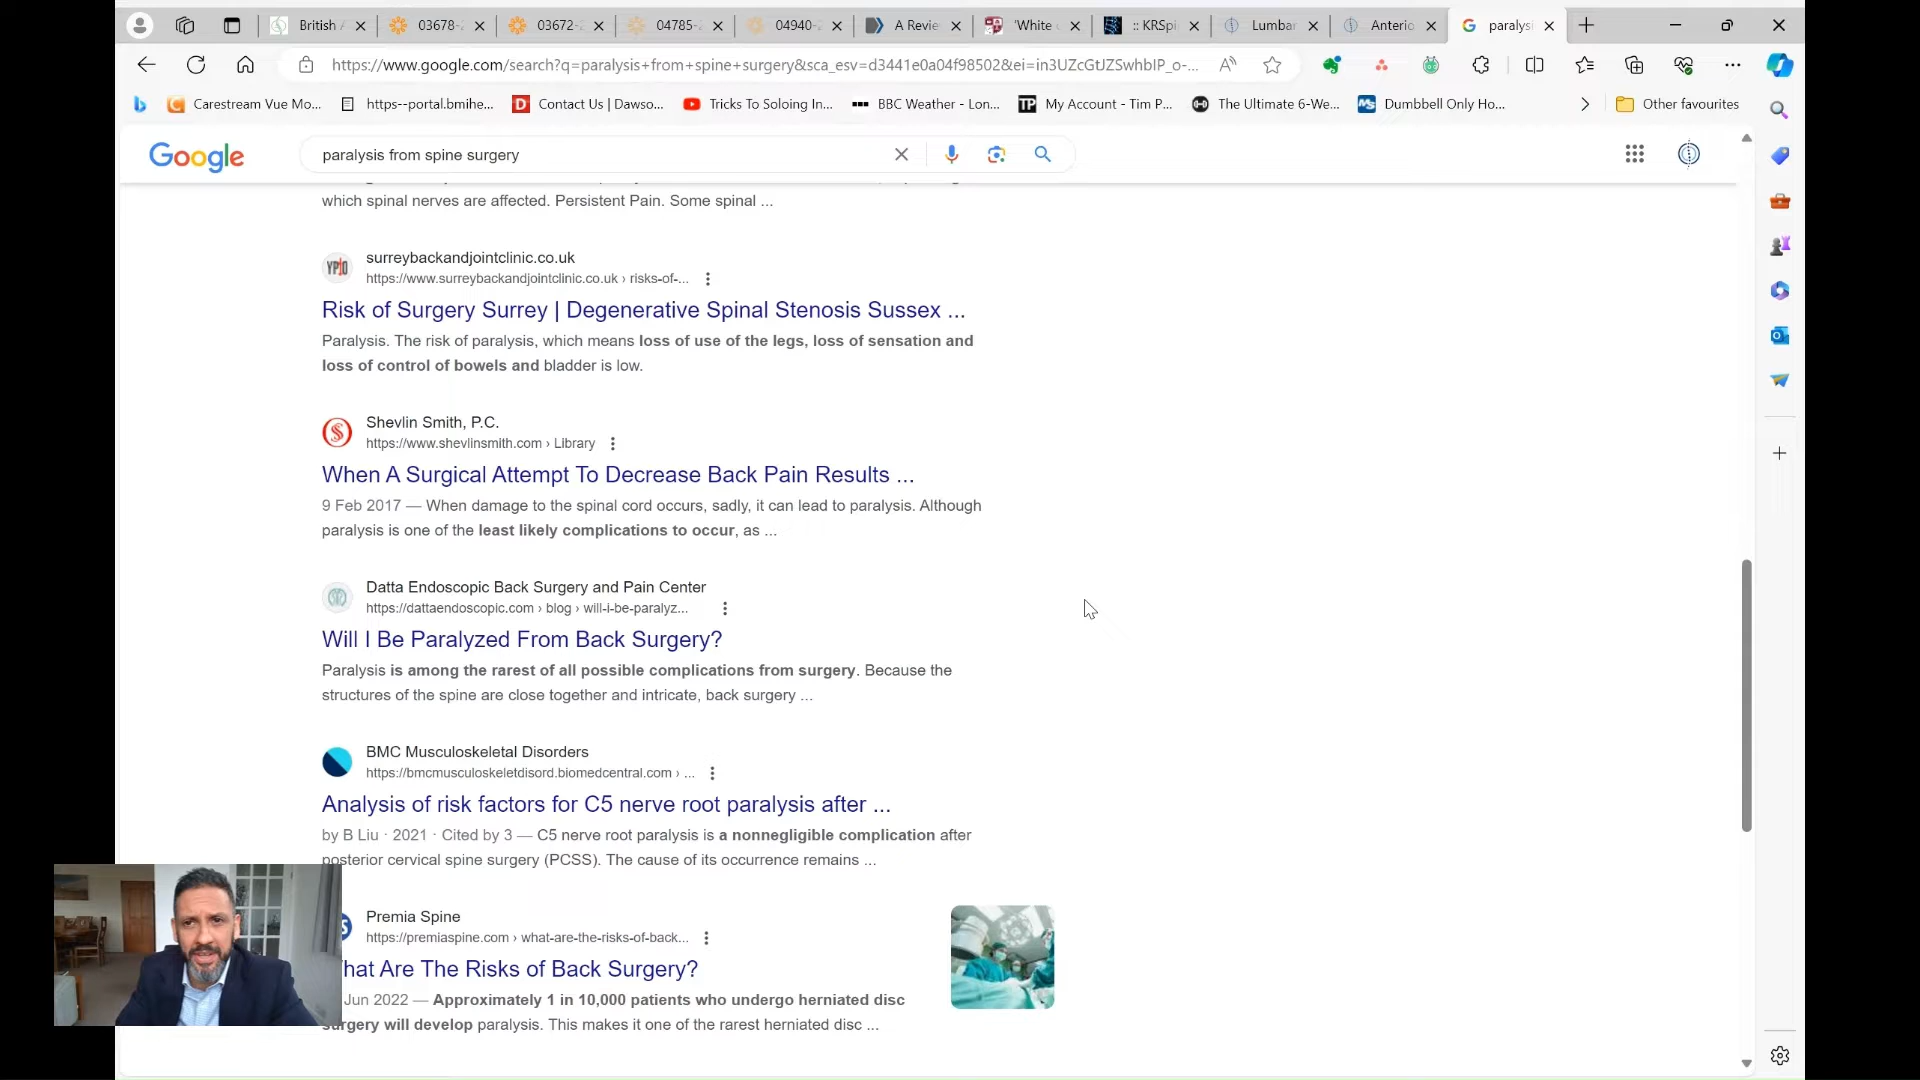 British A
03678-
03672-
04785-
04940-
A Revie
'White
:: KRSpi
Lumbar
Anterio
paralysi
https://www.google.com/search?q=paralysis+from+spine+surgery&sca_esv=d3441e0a04f98502&ei=in3UZcGtJZSwhbIP_o-...
Carestream Vue Mo...
https--portal.bmihe...
Contact Us | Dawso...
Tricks To Soloing In...
BBC Weather - Lon...
TP My Account - Tim P...
The Ultimate 6-We...
Dumbbell Only Ho...
Other favourites
Google
paralysis from spine surgery
which spinal nerves are affected. Persistent Pain. Some spinal ...
surreybackandjointclinic.co.uk
https://www.surreybackandjointclinic.co.uk › risks-of-...
Risk of Surgery Surrey | Degenerative Spinal Stenosis Sussex ...
Paralysis. The risk of paralysis, which means loss of use of the legs, loss of sensation and
loss of control of bowels and bladder is low.
Shevlin Smith, P.C.
https://www.shevlinsmith.com › Library
When A Surgical Attempt To Decrease Back Pain Results ...
9 Feb 2017 — When damage to the spinal cord occurs, sadly, it can lead to paralysis. Although
paralysis is one of the least likely complications to occur, as ...
Datta Endoscopic Back Surgery and Pain Center
https://dattaendoscopic.com › blog › will-i-be-paralyz...
Will I Be Paralyzed From Back Surgery?
Paralysis is among the rarest of all possible complications from surgery. Because the
structures of the spine are close together and intricate, back surgery ...
BMC Musculoskeletal Disorders
https://bmcmusculoskeletdisord.biomedcentral.com › ...
Analysis of risk factors for C5 nerve root paralysis after ...
by B Liu · 2021 · Cited by 3 — C5 nerve root paralysis is a nonnegligible complication after
posterior cervical spine surgery (PCSS). The cause of its occurrence remains ...
Premia Spine
https://premiaspine.com › what-are-the-risks-of-back...
hat Are The Risks of Back Surgery?
Jun 2022 — Approximately 1 in 10,000 patients who undergo herniated disc
surgery will develop paralysis. This makes it one of the rarest herniated disc ...